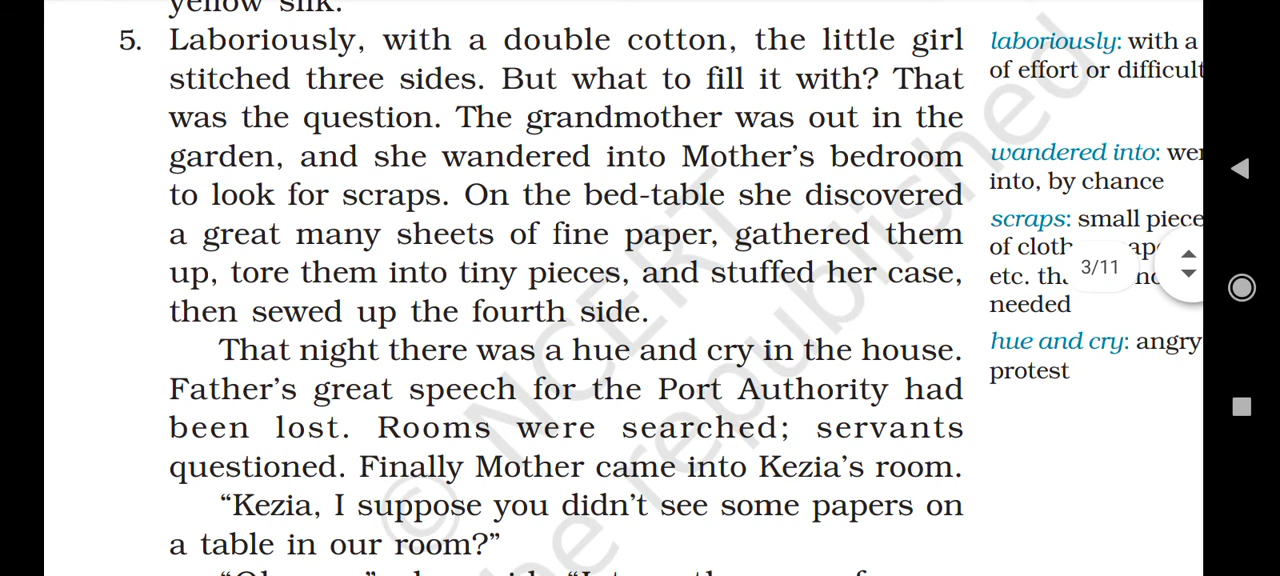 yellow silk.
5. Laboriously, with a double cotton, the little girl
stitched three sides. But what to fill it with? That
was the question. The grandmother was out in the
garden, and she wandered into Mother's bedroom
to look for scraps. On the bed-table she discovered
a great many sheets of fine paper, gathered them
up, tore them into tiny pieces, and stuffed her case,
then sewed up the fourth side.
That night there was a hue and cry in the house.
Father's great speech for the Port Authority had
been lost. Rooms were searched; servants
questioned. Finally Mother came into Kezia's room.
“Kezia, I suppose you didn't see some papers on
a table in our room?”
laboriously: with a
of effort or difficult
wandered into: wer
into, by chance
scraps: small piece
of cloth
etc.
needed
hue and cry: angry
protest
3/11
© NCERT
be republished